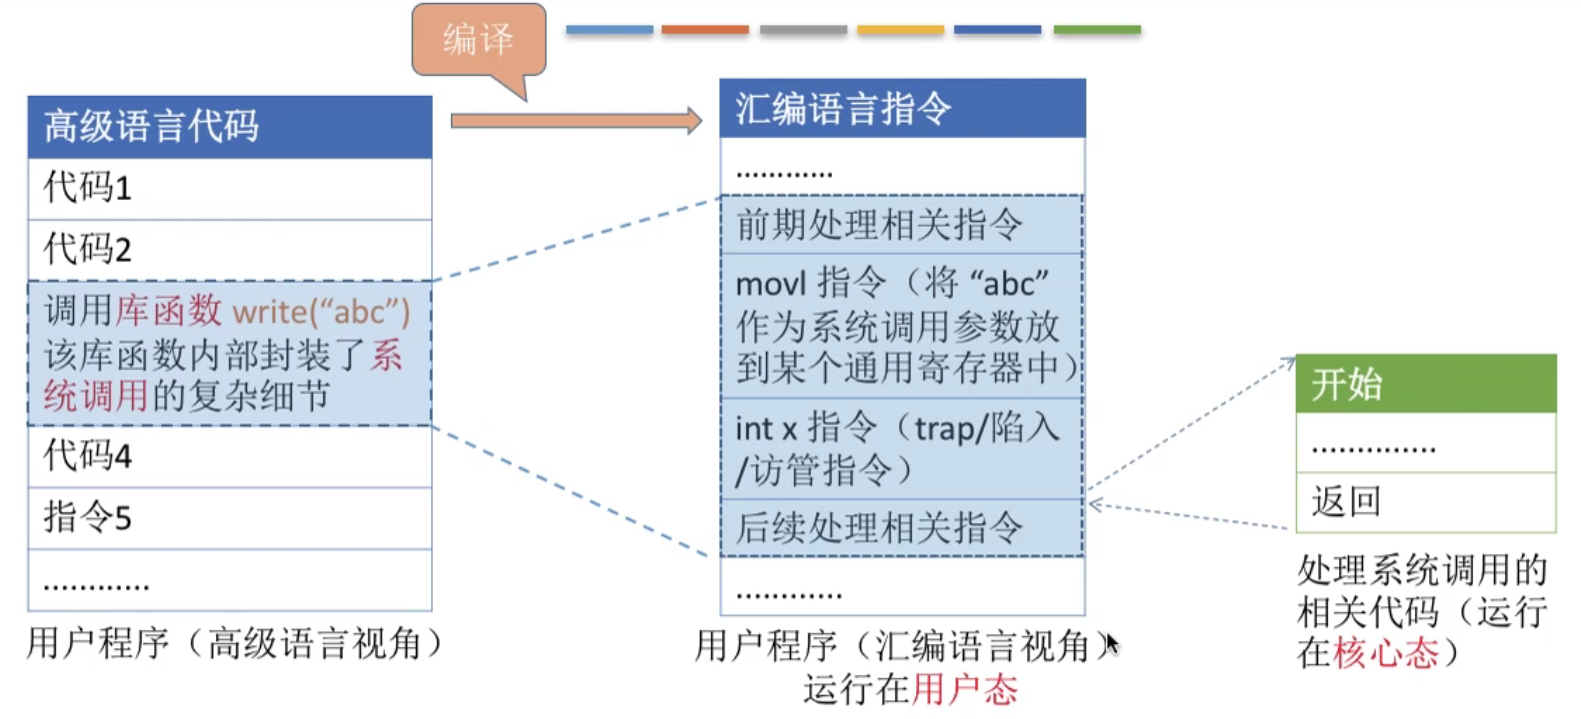 编译
高级语言代码
代码1
代码2
调用库函数 write(“abc”)
该库函数内部封装了系
统调用的复杂细节
代码4
指令5
............
用户程序（高级语言视角）
汇编语言指令
............
前期处理相关指令
movl 指令（将 “abc”
作为系统调用参数放
到某个通用寄存器中）
int x 指令（trap/陷入
/访管指令）
后续处理相关指令
............
用户程序（汇编语言视角）
运行在用户态
开始
..............
返回
处理系统调用的
相关代码（运行
在核心态）